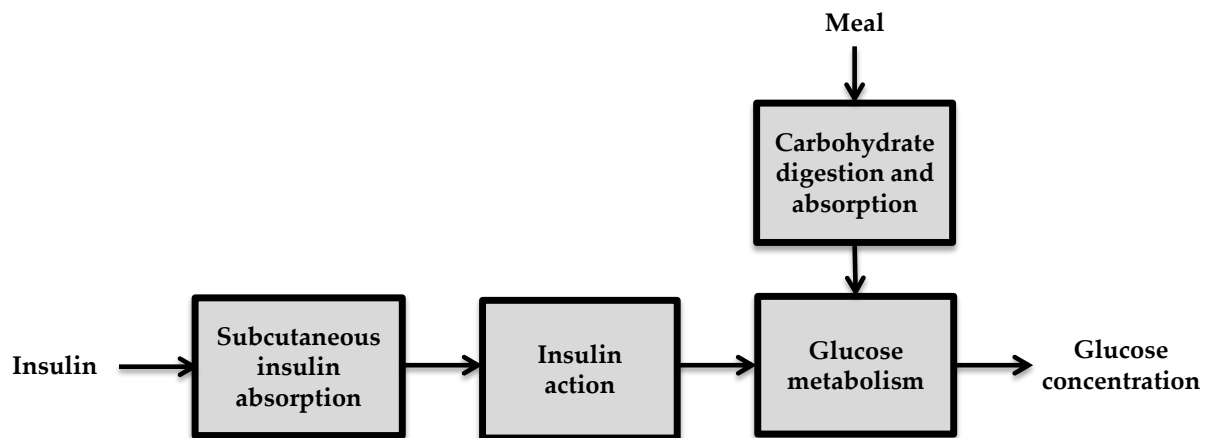 Meal
Carbohydrate
digestion and
absorption
Insulin
Subcutaneous
insulin
absorption
Insulin
action
Glucose
metabolism
Glucose
concentration